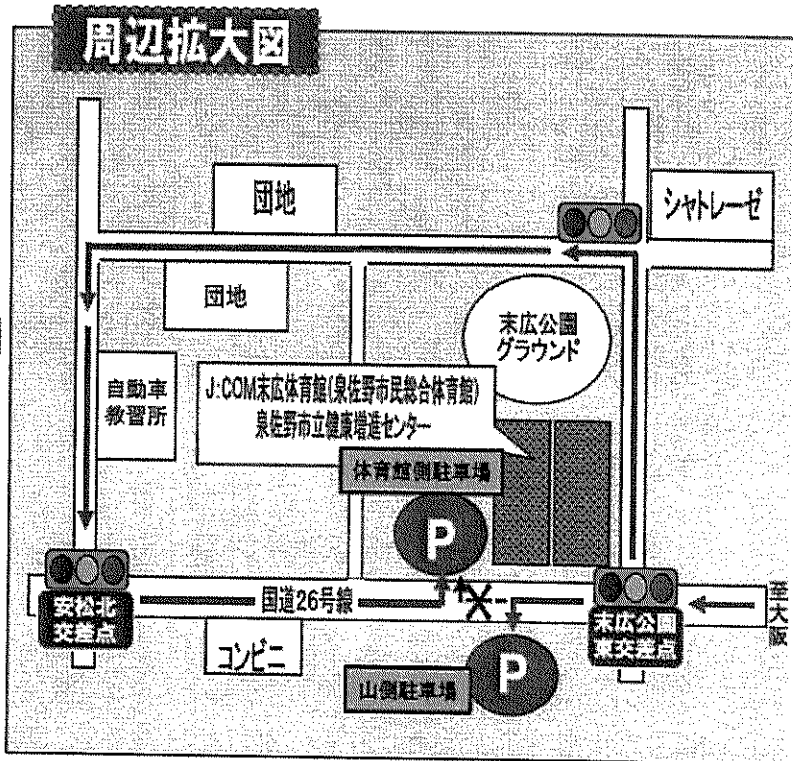 周辺拡大図
団地
シャトレーゼ
団地
末広公園
グラウンド
自動車
教習所
J:COM末広体育館(泉佐野市民総合体育館)
泉佐野市立健康増進センター
体育館側駐車場
P
国道26号線
安松北
交差点
末広公園
東交差点
至大阪
コンビニ
山側駐車場
P